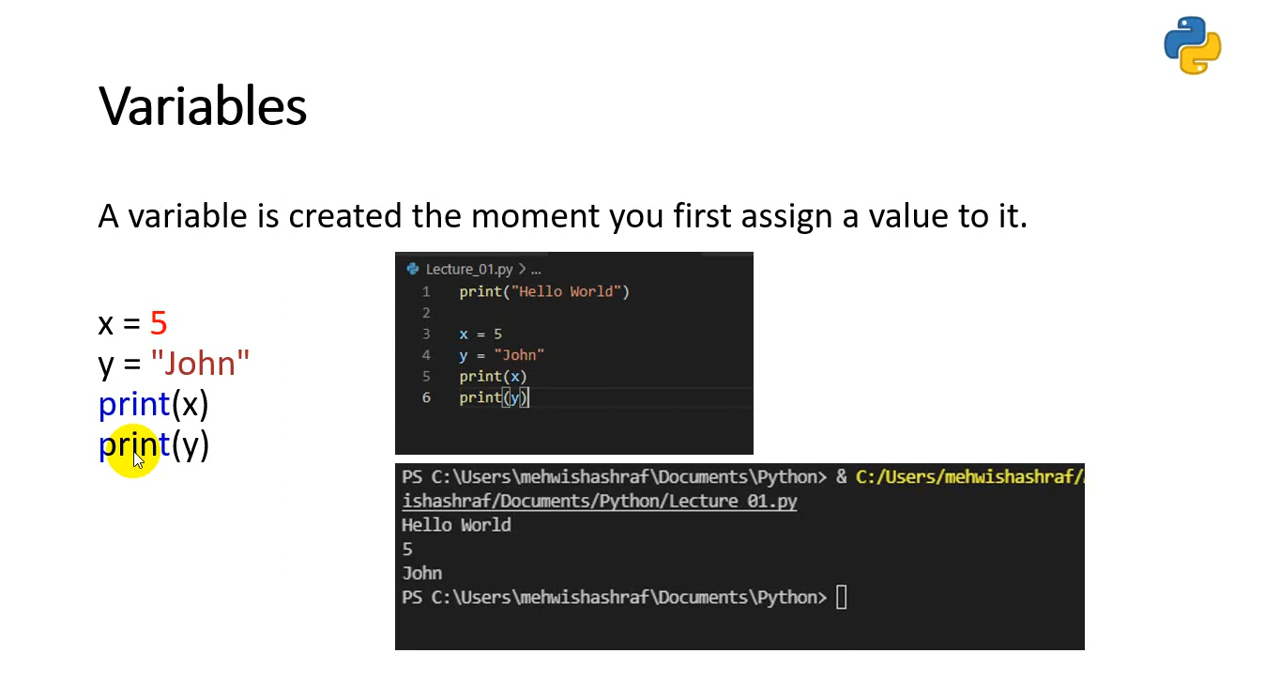 Variables
A variable is created the moment you first assign a value to it.
x = 5
y = "John"
print(x)
print(y)
Lecture_01.py > ...
1 print("Hello World")
2
3 x = 5
4 y = "John"
5 print(x)
6 print(y)
PS C:\Users\mehwishashraf\Documents\Python> & C:/Users/mehwishashraf/
ishashraf/Documents/Python/Lecture_01.py
Hello World
5
John
PS C:\Users\mehwishashraf\Documents\Python>